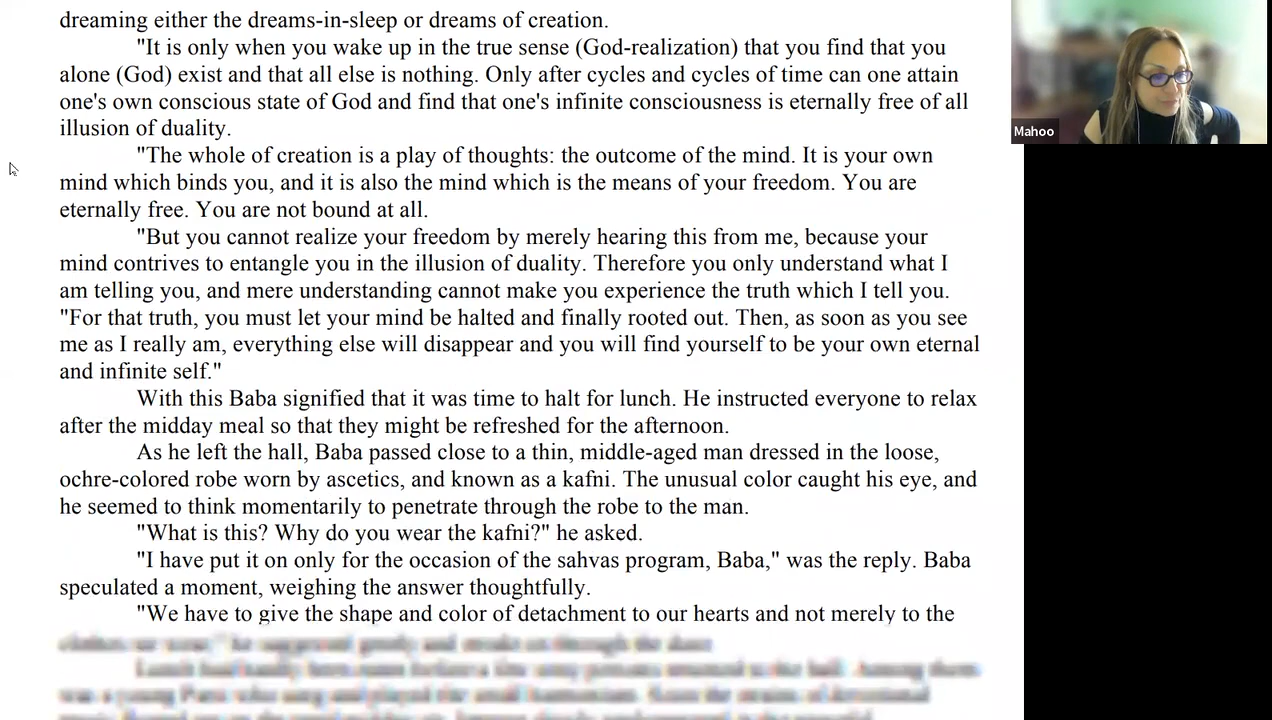 dreaming either the dreams-in-sleep or dreams of creation.
"It is only when you wake up in the true sense (God-realization) that you find that you
alone (God) exist and that all else is nothing. Only after cycles and cycles of time can one attain
one's own conscious state of God and find that one's infinite consciousness is eternally free of all
illusion of duality.
"The whole of creation is a play of thoughts: the outcome of the mind. It is your own
mind which binds you, and it is also the mind which is the means of your freedom. You are
eternally free. You are not bound at all.
"But you cannot realize your freedom by merely hearing this from me, because your
mind contrives to entangle you in the illusion of duality. Therefore you only understand what I
am telling you, and mere understanding cannot make you experience the truth which I tell you.
"For that truth, you must let your mind be halted and finally rooted out. Then, as soon as you see
me as I really am, everything else will disappear and you will find yourself to be your own eternal
and infinite self."
With this Baba signified that it was time to halt for lunch. He instructed everyone to relax
after the midday meal so that they might be refreshed for the afternoon.
As he left the hall, Baba passed close to a thin, middle-aged man dressed in the loose,
ochre-colored robe worn by ascetics, and known as a kafni. The unusual color caught his eye, and
he seemed to think momentarily to penetrate through the robe to the man.
"What is this? Why do you wear the kafni?" he asked.
"I have put it on only for the occasion of the sahvas program, Baba," was the reply. Baba
speculated a moment, weighing the answer thoughtfully.
"We have to give the shape and color of detachment to our hearts and not merely to the
Mahoo